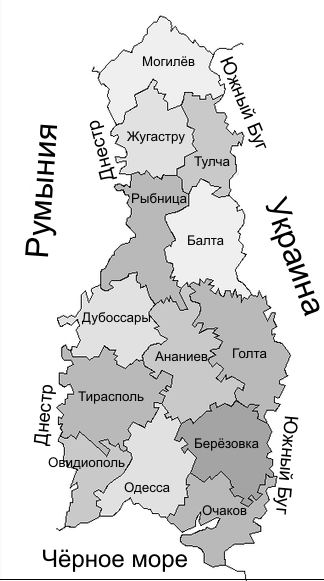 Могилёв
Южный Буг
Жугастру
Днестр
Тулча
Румыния
Рыбница
Украина
Балта
Дубоссары
Ананиев
Голта
Тирасполь
Днестр
Берёзовка
Южный Буг
Овидиополь
Одесса
Очаков
Чёрное море